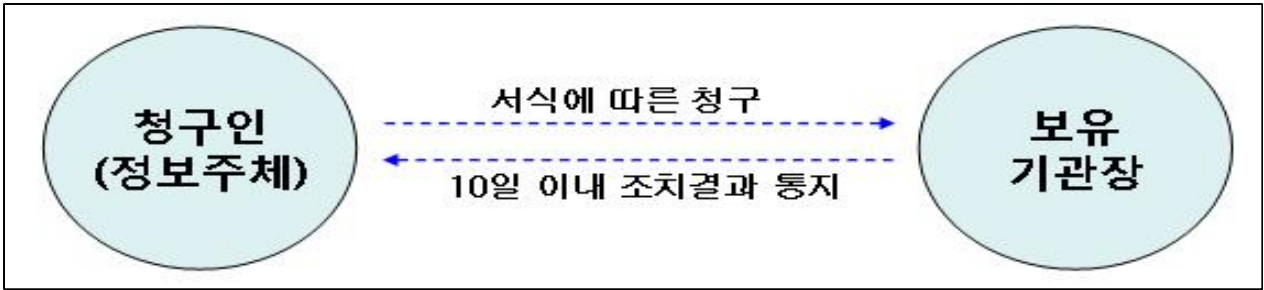 청구인
(정보주체)
서식에 따른 청구
10일 이내 조치결과 통지
보유
기관장